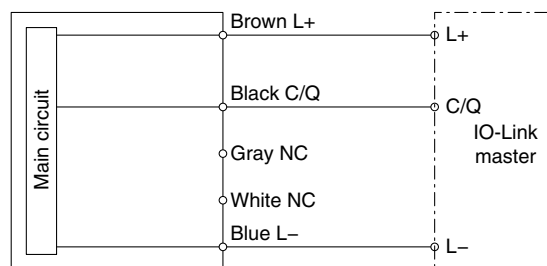 Brown L+
L+
Black C/Q
C/Q
Main circuit
IO-Link
master
Gray NC
White NC
Blue L−
L−